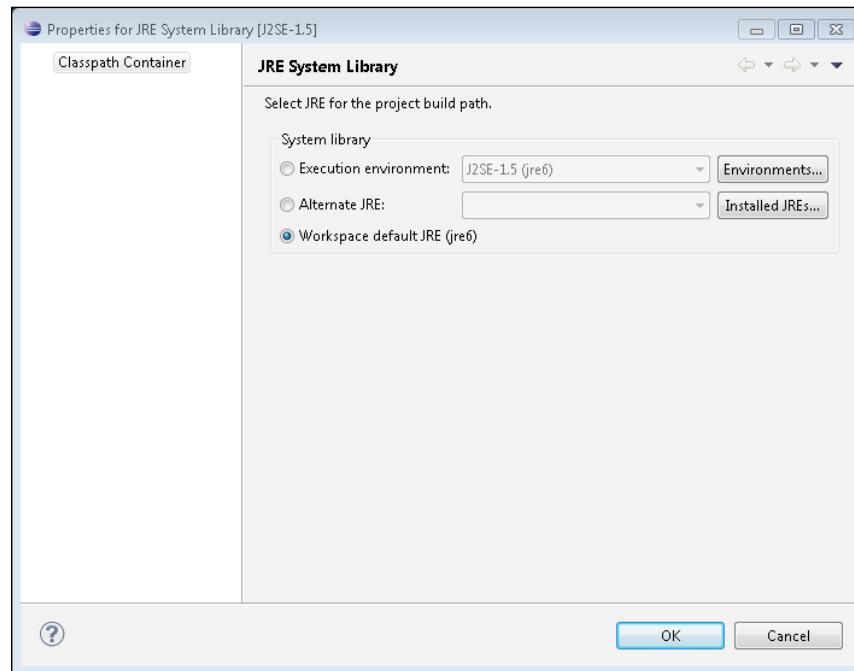 Properties for JRE System Library [J2SE-1.5]
Classpath Container
JRE System Library
Select JRE for the project build path.
System library
Execution environment: J2SE-1.5 (jre6) Environments...
Alternate JRE: Installed JREs...
Workspace default JRE (jre6)
? OK Cancel